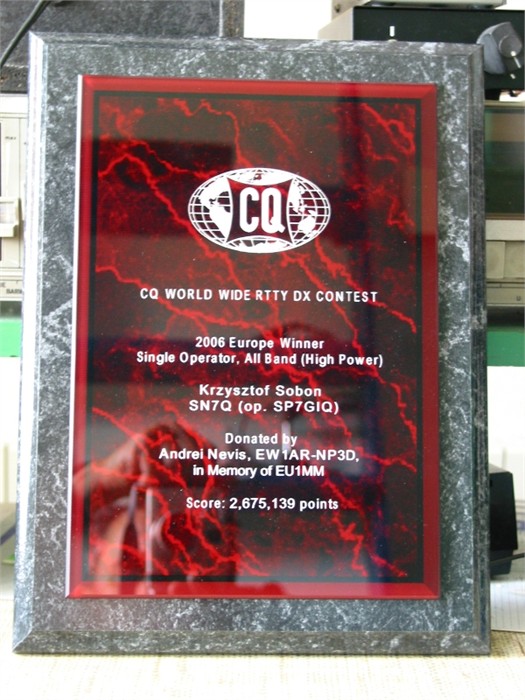 CQ
CQ WORLD WIDE RTTY DX CONTEST
2006 Europe Winner
Single Operator, All Band (High Power)
Krzysztof Sobon
SN7Q (op. SP7GIQ)
Donated by
Andrei Nevis, EW1AR-NP3D,
in Memory of EU1MM
Score: 2,675,139 points